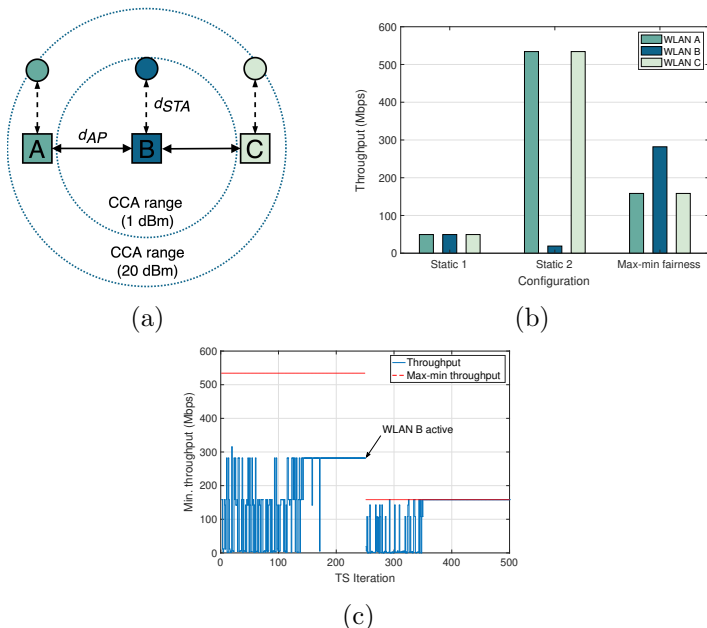 d_STA
d_AP
A
B
C
CCA range
(1 dBm)
CCA range
(20 dBm)
(a)
WLAN A
WLAN B
WLAN C
Throughput (Mbps)
600
500
400
300
200
100
0
Static 1
Static 2
Max-min fairness
Configuration
(b)
Throughput
Max-min throughput
WLAN B active
Min. throughput (Mbps)
600
500
400
300
200
100
0
0
100
200
300
400
500
TS Iteration
(c)